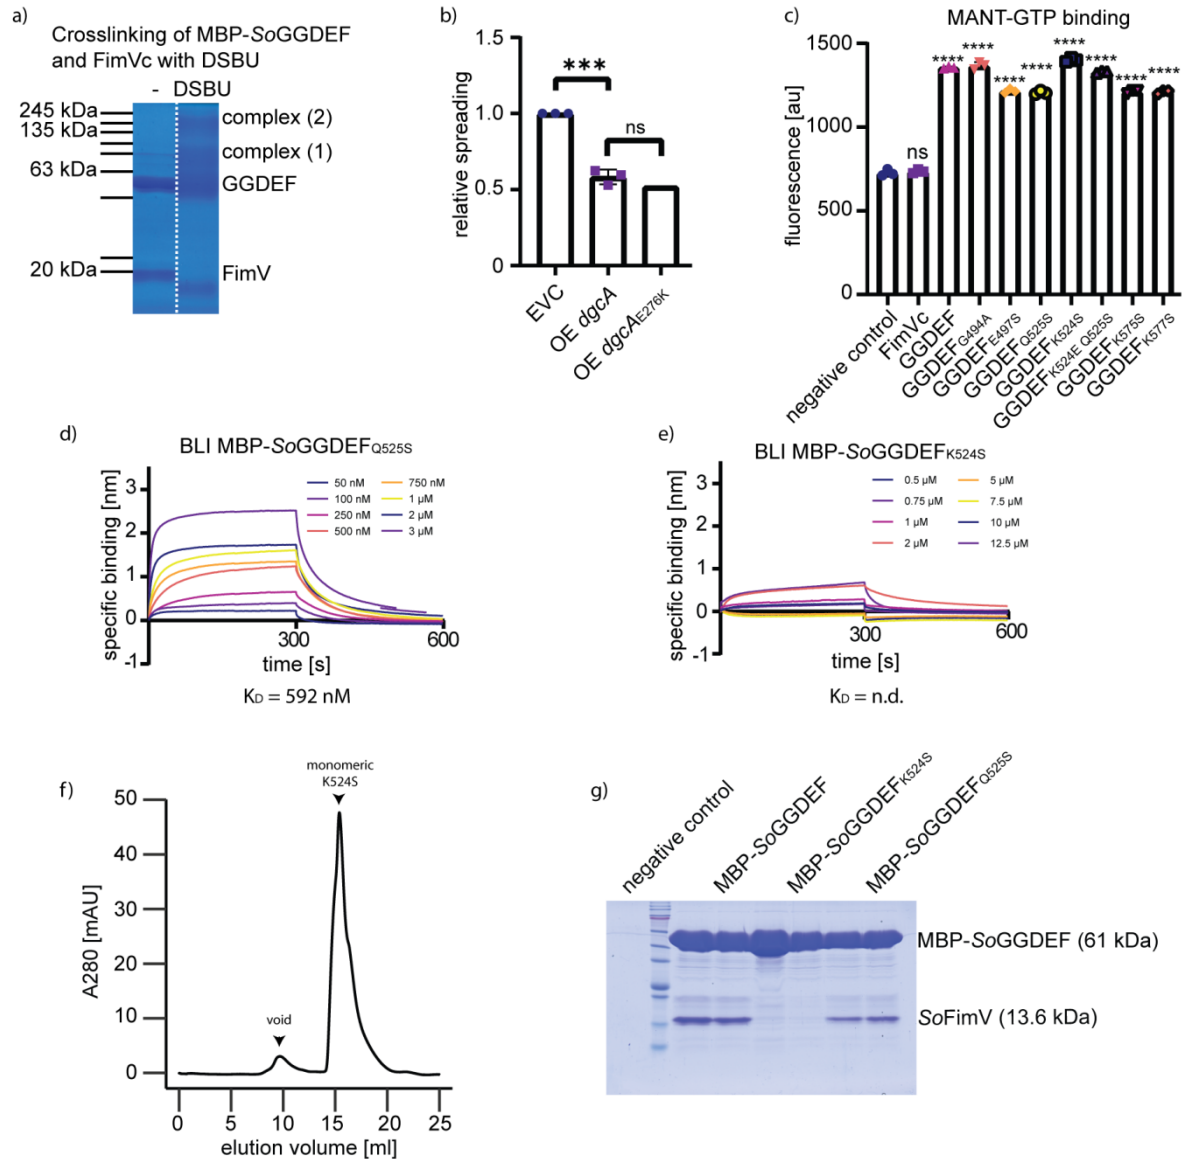 a)
Crosslinking of MBP-SoGGDEF
and FimVc with DSBU
- DSBU
245 kDa
135 kDa
63 kDa
20 kDa
complex (2)
complex (1)
GGDEF
FimV
b)
relative spreading
1.5
1.0
0.5
0
***
ns
EVC
OE dgcA
OE dgcAE276K
c)
MANT-GTP binding
fluorescence [au]
1500
1000
500
0
ns
****
****
****
****
****
****
****
****
negative control
FimVc
GGDEF
GGDEFG494A
GGDEFE497S
GGDEFQ525S
GGDEFK524S
GGDEFK524E Q525S
GGDEFK575S
GGDEFK577S
d)
BLI MBP-SoGGDEFQ525S
specific binding [nm]
3
2
1
0
-1
50 nM
100 nM
250 nM
500 nM
750 nM
1 µM
2 µM
3 µM
300
600
time [s]
KD = 592 nM
e)
BLI MBP-SoGGDEFK524S
specific binding [nm]
3
2
1
0
-1
0.5 µM
0.75 µM
1 µM
2 µM
5 µM
7.5 µM
10 µM
12.5 µM
300
600
time [s]
KD = n.d.
f)
A280 [mAU]
50
40
30
20
10
0
void
monomeric
K524S
0 5 10 15 20 25
elution volume [ml]
g)
negative control
MBP-SoGGDEF
MBP-SoGGDEFK524S
MBP-SoGGDEFQ525S
MBP-SoGGDEF (61 kDa)
SoFimV (13.6 kDa)